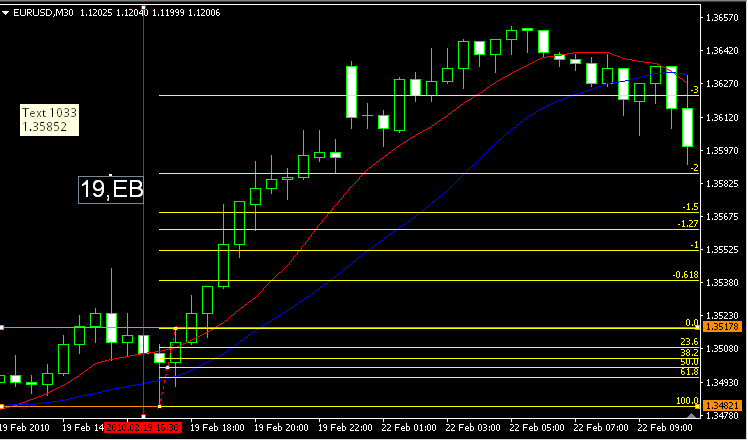 EURUSD,M30 1.12025 1.12040 1.11999 1.12006
1.36570
1.36420
1.36270
-3
Text 1033
1.35852
1.36120
1.35970
-2
1.35825
19,EB
-1.5
1.35675
-1.27
-1
1.35525
-0.618
1.35380
1.35230
0.0
1.35178
23.6
1.35080
38.2
50.0
61.8
1.34930
100.0
1.34821
1.34780
19 Feb 2010
19 Feb 14
2010.02.19 16:30
19 Feb 18:00
19 Feb 20:00
19 Feb 22:00
22 Feb 01:00
22 Feb 03:00
22 Feb 05:00
22 Feb 07:00
22 Feb 09:00